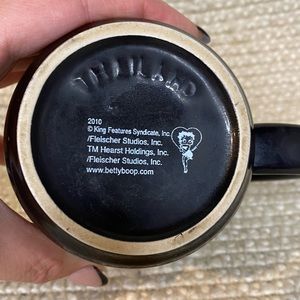 THAILAND
2010
© King Features Syndicate, Inc.
/Fleischer Studios, Inc.
TM Hearst Holdings, Inc.
/Fleischer Studios, Inc.
www.bettyboop.com